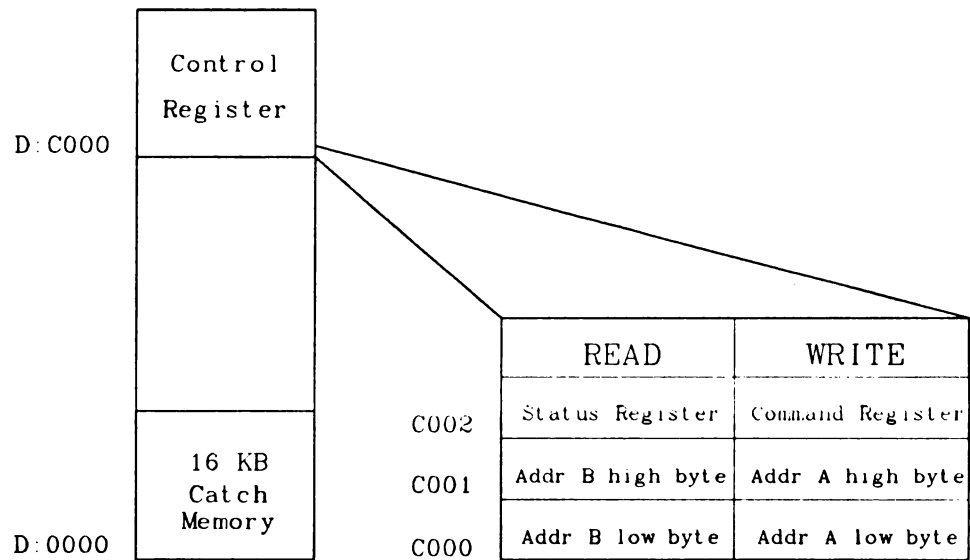 Control
Register
D:C000
READ WRITE
C002 Status Register Command Register
C001 Addr B high byte Addr A high byte
C000 Addr B low byte Addr A low byte
16 KB
Catch
Memory
D:0000